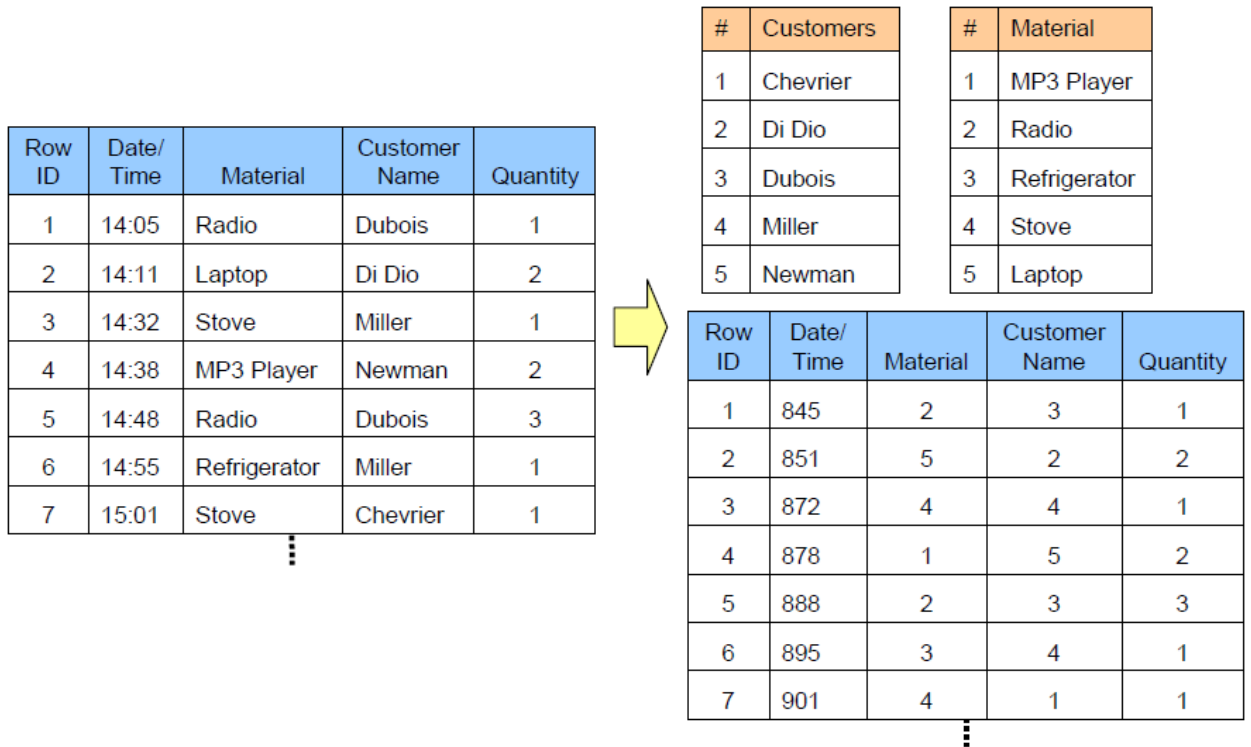 Row ID Date/Time Material Customer Name Quantity
1 14:05 Radio Dubois 1
2 14:11 Laptop Di Dio 2
3 14:32 Stove Miller 1
4 14:38 MP3 Player Newman 2
5 14:48 Radio Dubois 3
6 14:55 Refrigerator Miller 1
7 15:01 Stove Chevrier 1
# Customers
1 Chevrier
2 Di Dio
3 Dubois
4 Miller
5 Newman
# Material
1 MP3 Player
2 Radio
3 Refrigerator
4 Stove
5 Laptop
Row ID Date/Time Material Customer Name Quantity
1 845 2 3 1
2 851 5 2 2
3 872 4 4 1
4 878 1 5 2
5 888 2 3 3
6 895 3 4 1
7 901 4 1 1